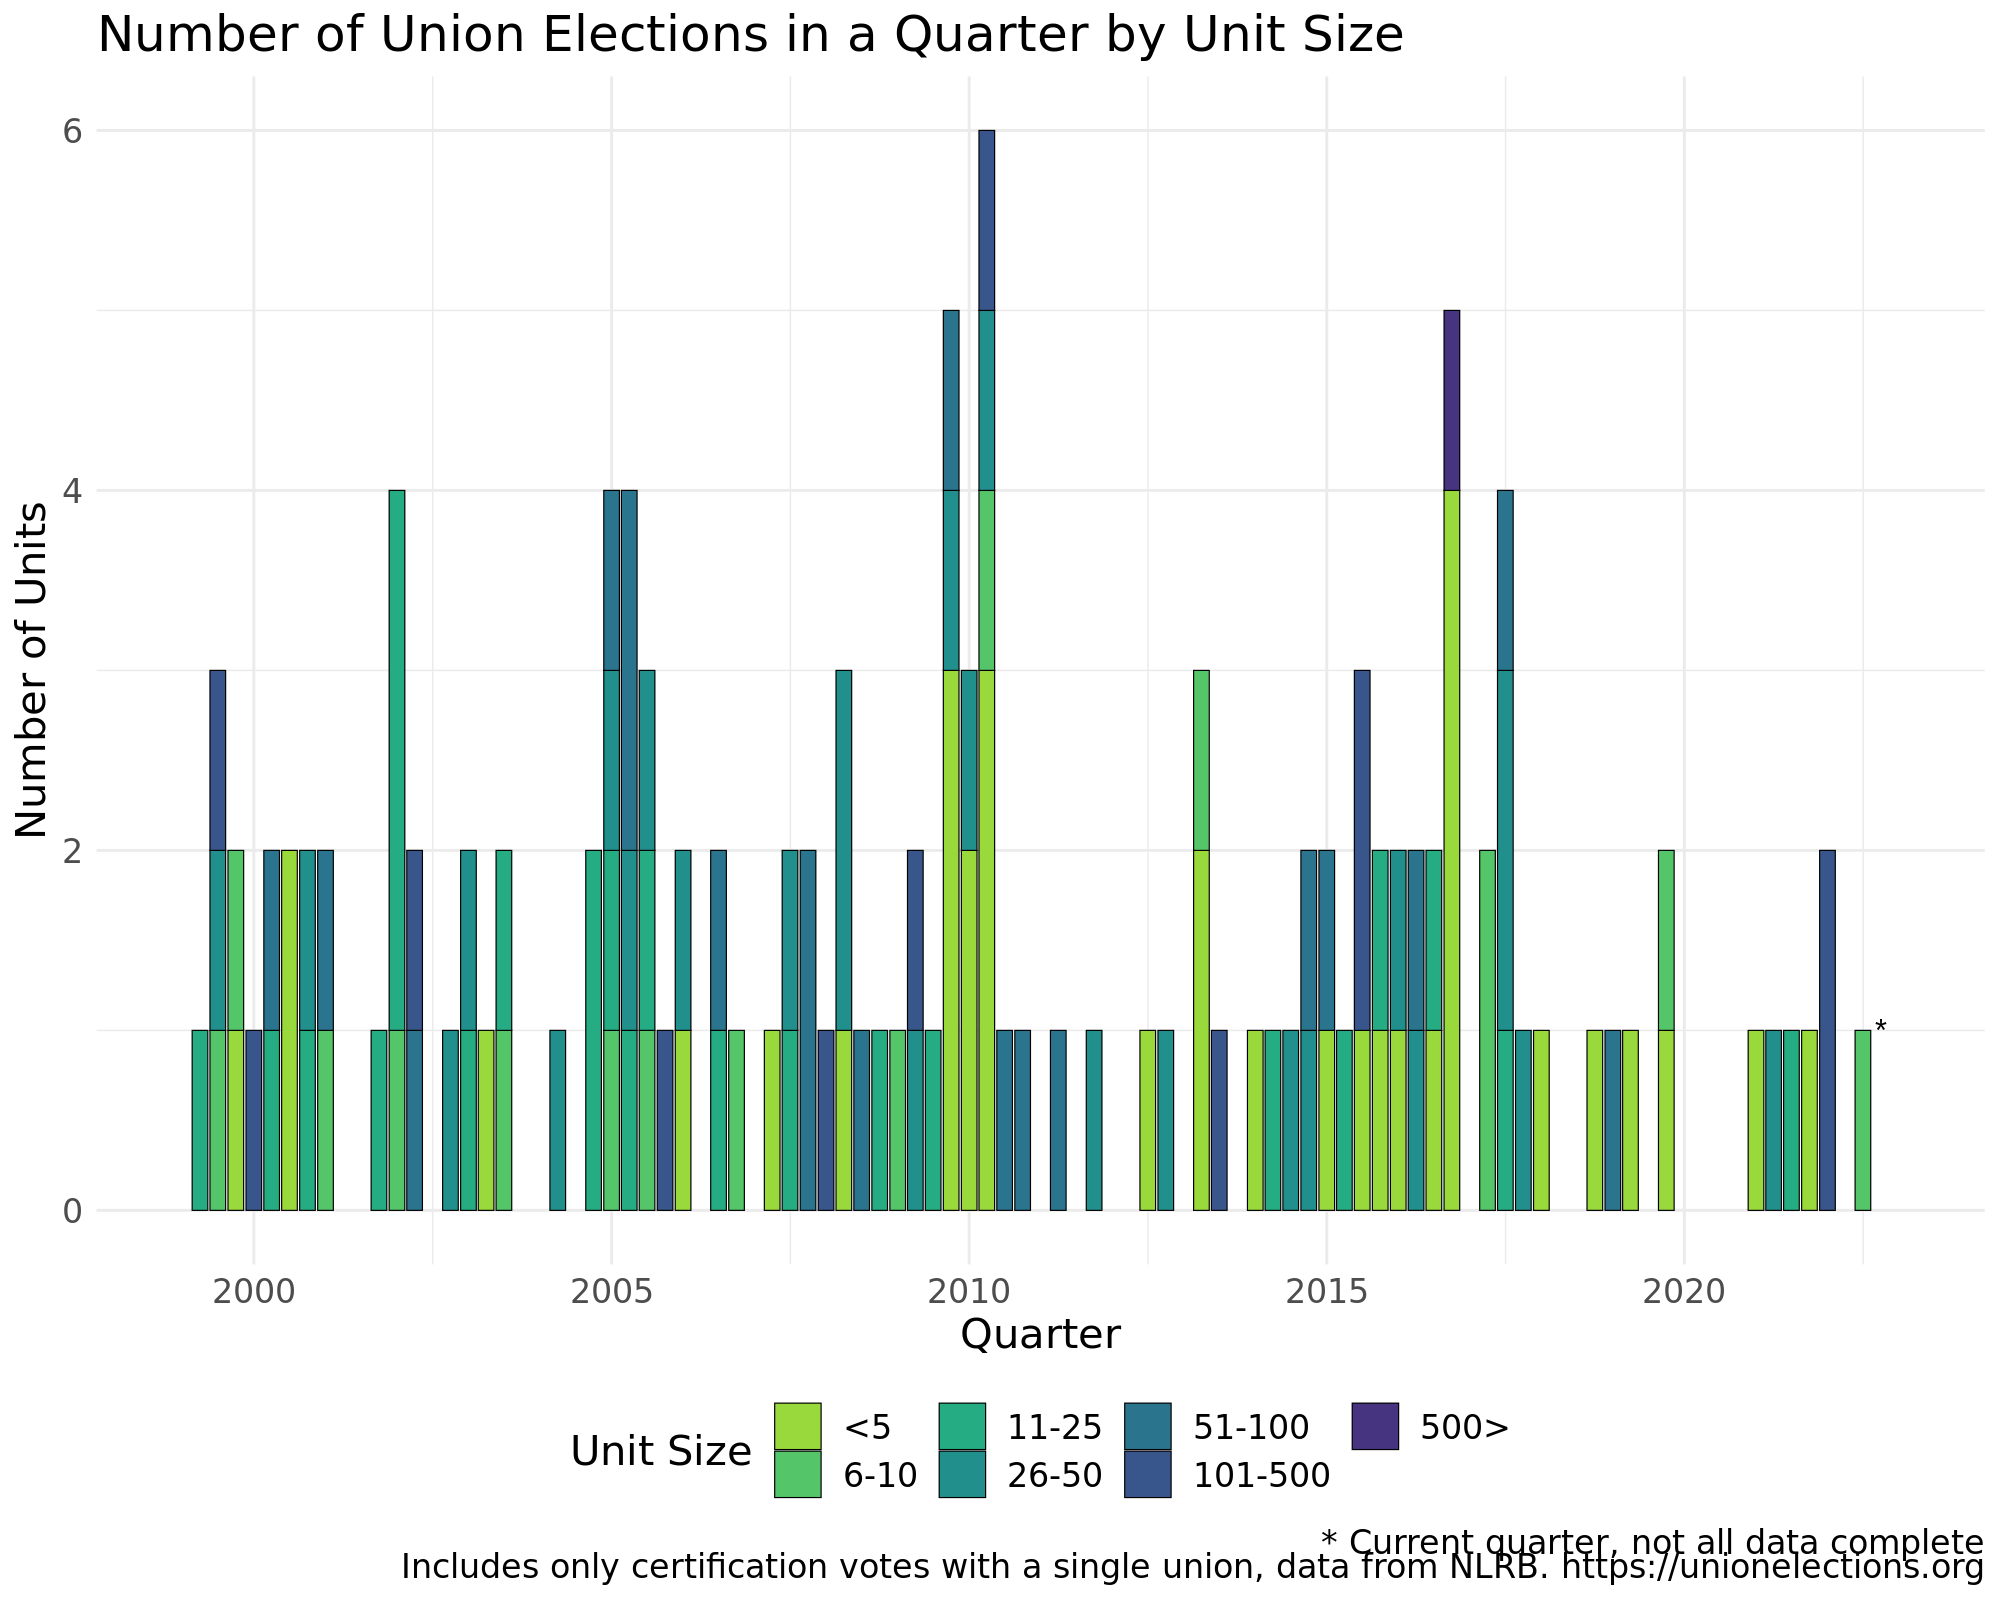 Number of Union Elections in a Quarter by Unit Size
6
4
2
0
Number of Units
*
2000 2005 2010 2015 2020
Quarter
Unit Size
<5 11-25 51-100 500>
6-10 26-50 101-500
* Current quarter, not all data complete
Includes only certification votes with a single union, data from NLRB. https://unionelections.org